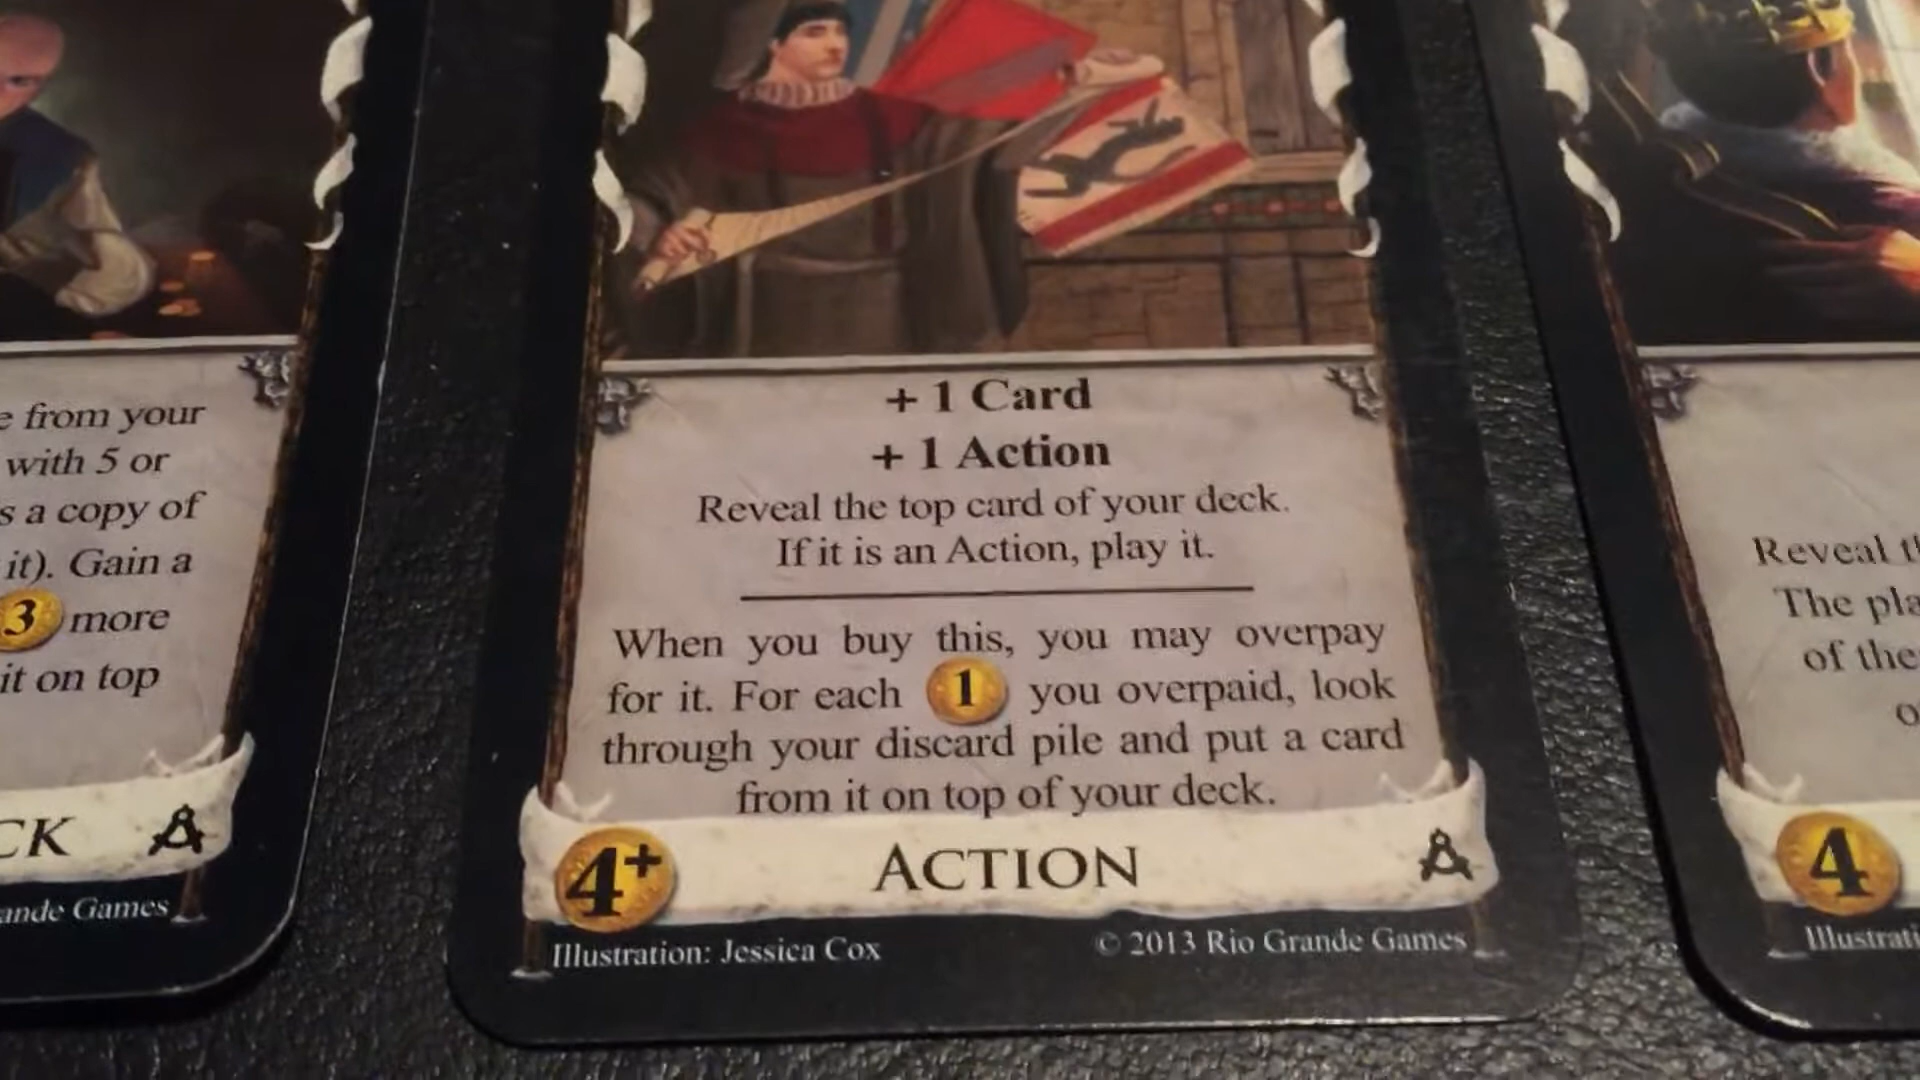 e from your
with 5 or
s a copy of
it). Gain a
3 more
it on top
CK
ande Games
+1 Card
+1 Action
Reveal the top card of your deck.
If it is an Action, play it.
When you buy this, you may overpay
for it. For each 1 you overpaid, look
through your discard pile and put a card
from it on top of your deck.
4+ ACTION
Illustration: Jessica Cox © 2013 Rio Grande Games
Reveal th
The pla
of the
o
4
Illustrati